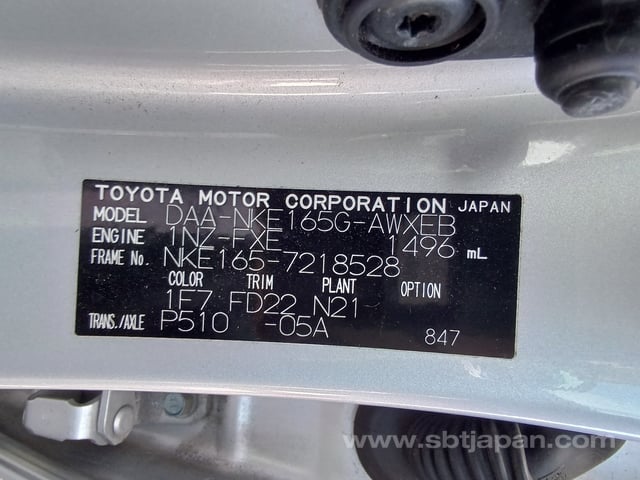 TOYOTA MOTOR CORPORATION JAPAN
MODEL DAA-NKE165G-AWXEB
ENGINE 1NZ-FXE 1496 mL
FRAME No. NKE165-7218528
COLOR TRIM PLANT OPTION
1F7 FD22 N21
TRANS./AXLE P510 -05A 847
www.sbtjapan.com